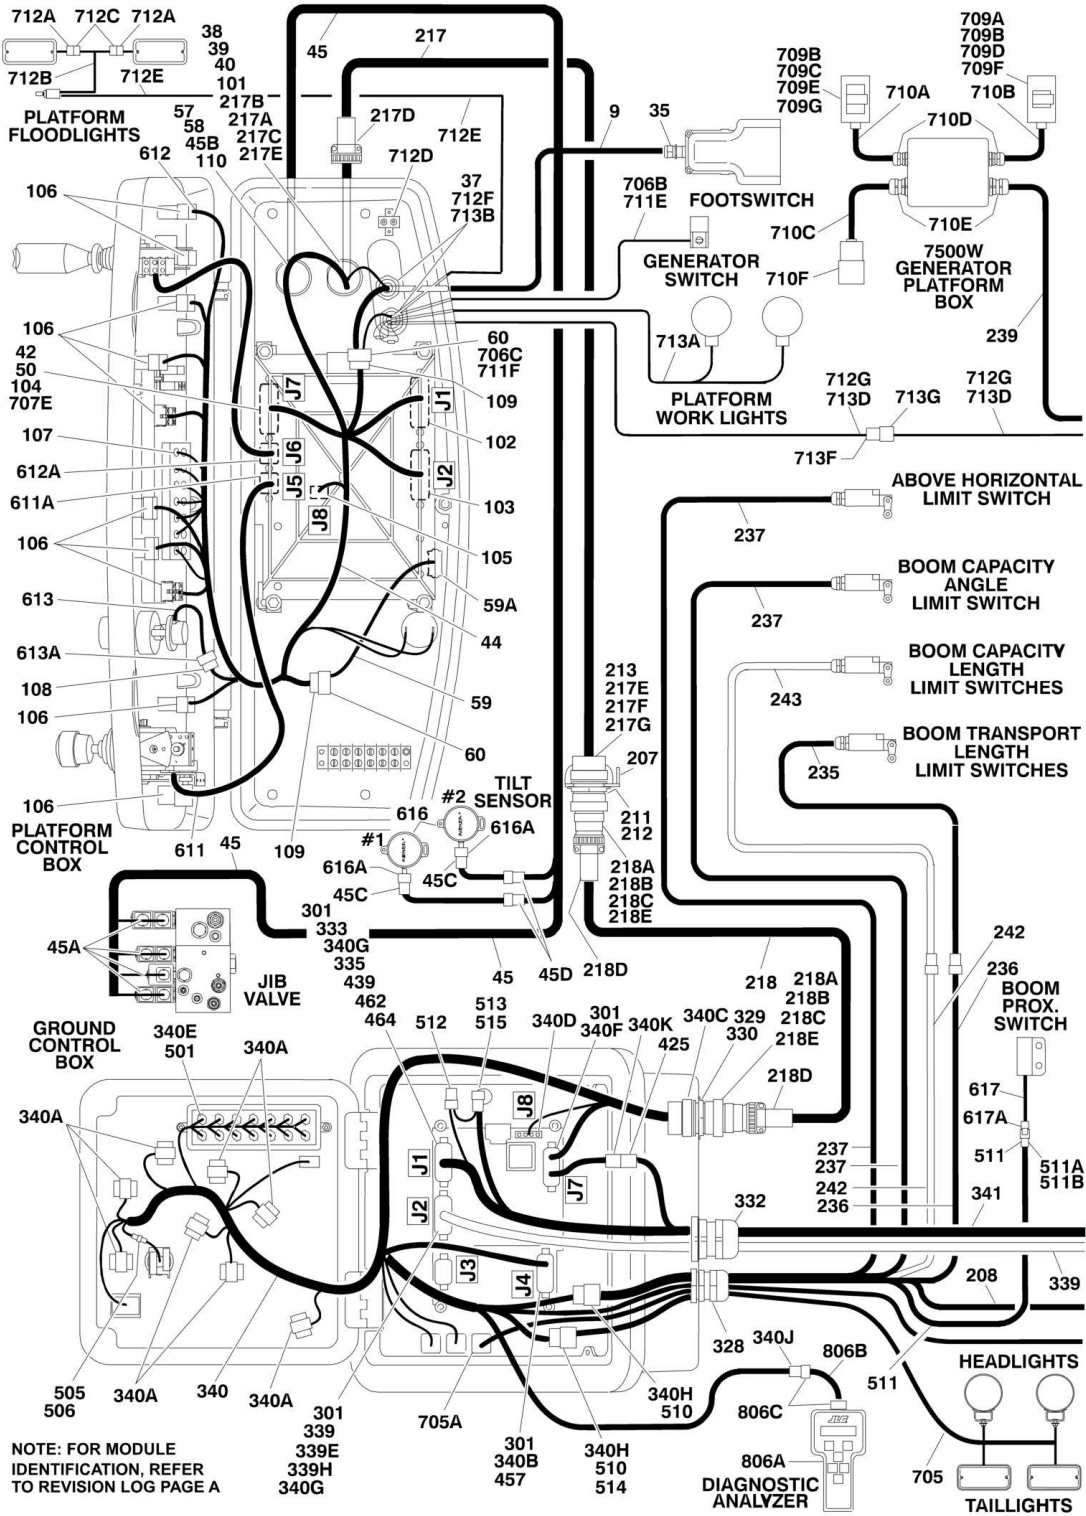 712A 712C 712A
712B
712E
PLATFORM
FLOODLIGHTS
38
39
40
101
217B
217A
217C
217E
57
58
45B
110
612
45
217
217D
712E
712D
9
35
FOOTSWITCH
37
712F
713B
706B
711E
GENERATOR
SWITCH
709B
709C
709E
709G
709A
709B
709D
709F
710A
710B
710D
710C
710E
710F
7500W
GENERATOR
PLATFORM
BOX
239
106
106
42
50
104
707E
107
612A
611A
106
613
613A
108
106
106
PLATFORM
CONTROL
BOX
611
60
706C
711F
109
102
103
105
59A
44
59
60
109
J7
J1
J6
J5
J2
J8
713A
PLATFORM
WORK LIGHTS
712G
713D
713G
712G
713D
713F
ABOVE HORIZONTAL
LIMIT SWITCH
237
BOOM CAPACITY
ANGLE
LIMIT SWITCH
237
BOOM CAPACITY
LENGTH
LIMIT SWITCHES
243
BOOM TRANSPORT
LENGTH
LIMIT SWITCHES
235
213
217E
217F
217G
207
211
212
218A
218B
218C
218E
218D
TILT
SENSOR
#2
616
616A
#1
616A
45C
45C
45D
45
45
45A
JIB
VALVE
301
333
340G
335
439
462
464
218
242
236
BOOM
PROX.
SWITCH
617
617A
511
511A
511B
GROUND
CONTROL
BOX
340E
501
340A
340A
512
513
515
340D
301
340F
340K
425
340C
329
330
218A
218B
218C
218E
218D
J8
J1
J7
J2
J3
J4
332
237
237
242
236
341
208
339
328
340J
806B
806C
806A
JLG
DIAGNOSTIC
ANALYZER
511
HEADLIGHTS
705
TAILLIGHTS
505
506
340A
340
340A
301
339
339E
339H
340G
705A
301
340B
457
340H
510
514
340H
510
NOTE: FOR MODULE
IDENTIFICATION, REFER
TO REVISION LOG PAGE A